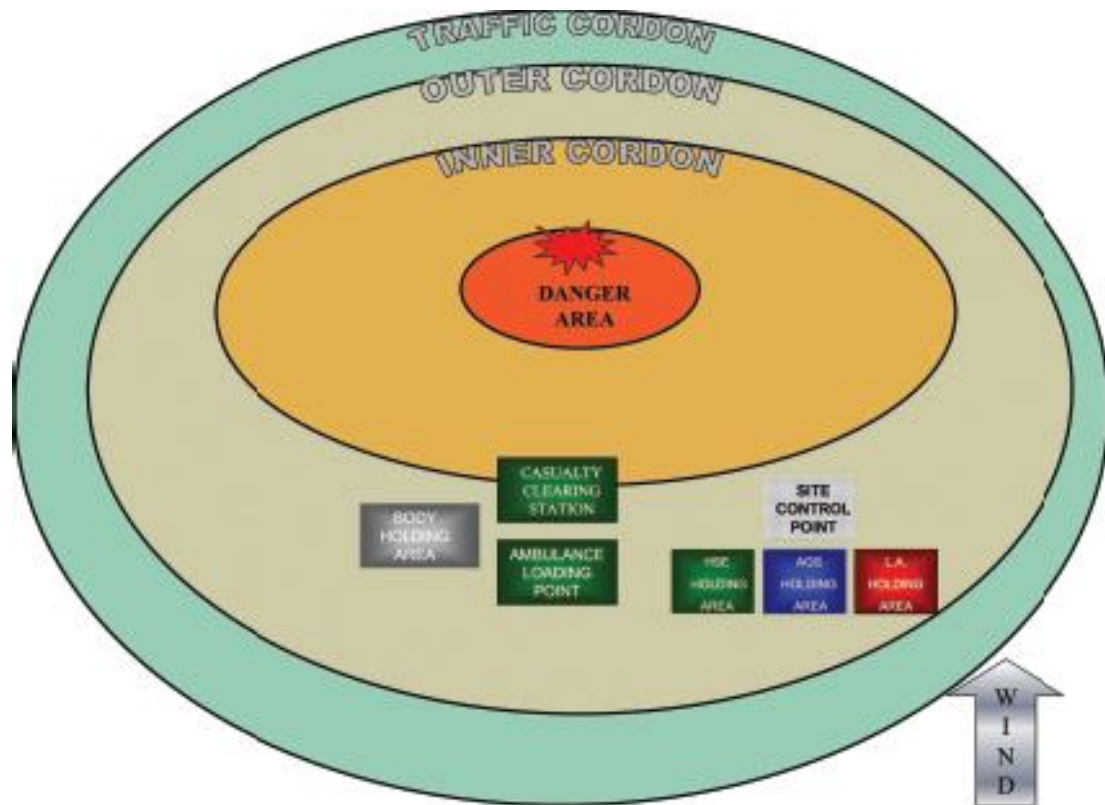 TRAFFIC CORDON
OUTER CORDON
INNER CORDON
DANGER
AREA
CASUALTY
CLEARING
STATION
BODY
HOLDING
AREA
AMBULANCE
LOADING
POINT
SITE
CONTROL
POINT
HSE
HOLDING
AREA
AGS
HOLDING
AREA
L.A.
HOLDING
AREA
WIND